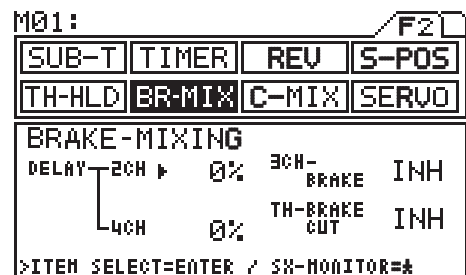 M01: F2
SUB-T TIMER REV S-POS
TH-HLD BR-MIX C-MIX SERVO
BRAKE-MIXING
DELAY 2CH 0% 3CH-BRAKE INH
4CH 0% TH-BRAKE CUT INH
>ITEM SELECT=ENTER / SX-MONITOR=